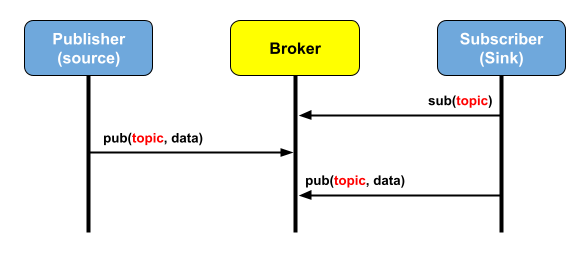 Publisher
(source)
Broker
Subscriber
(Sink)
sub(topic)
pub(topic, data)
pub(topic, data)